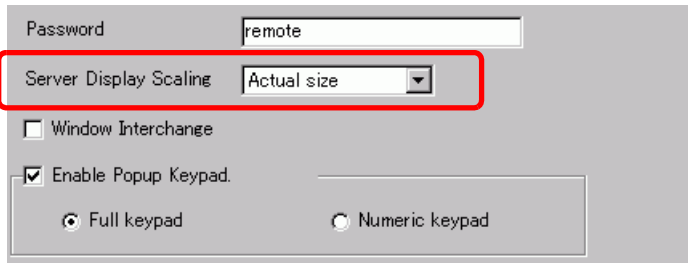 Password remote
Server Display Scaling Actual size
Window Interchange
Enable Popup Keypad.
Full keypad Numeric keypad